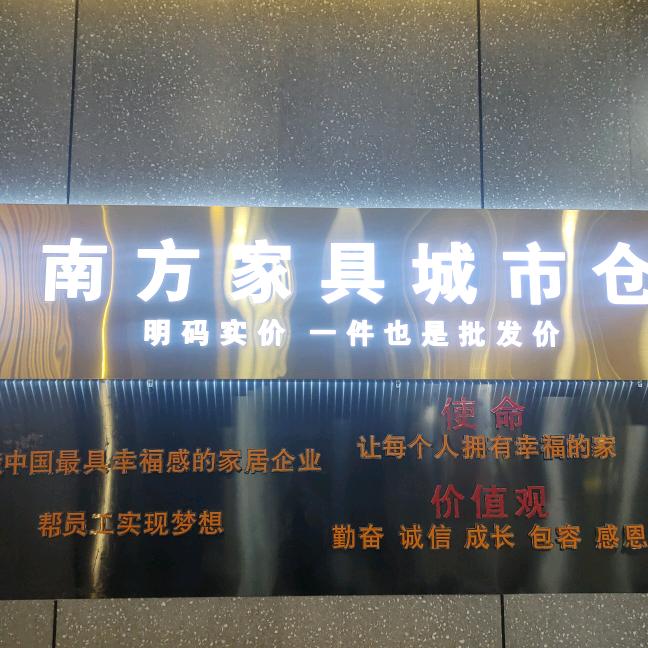 南方家具城市仓
明码实价 一件也是批发价
中国最具幸福感的家居企业
帮员工实现梦想
使命
让每个人拥有幸福的家
价值观
勤奋 诚信 成长 包容 感恩